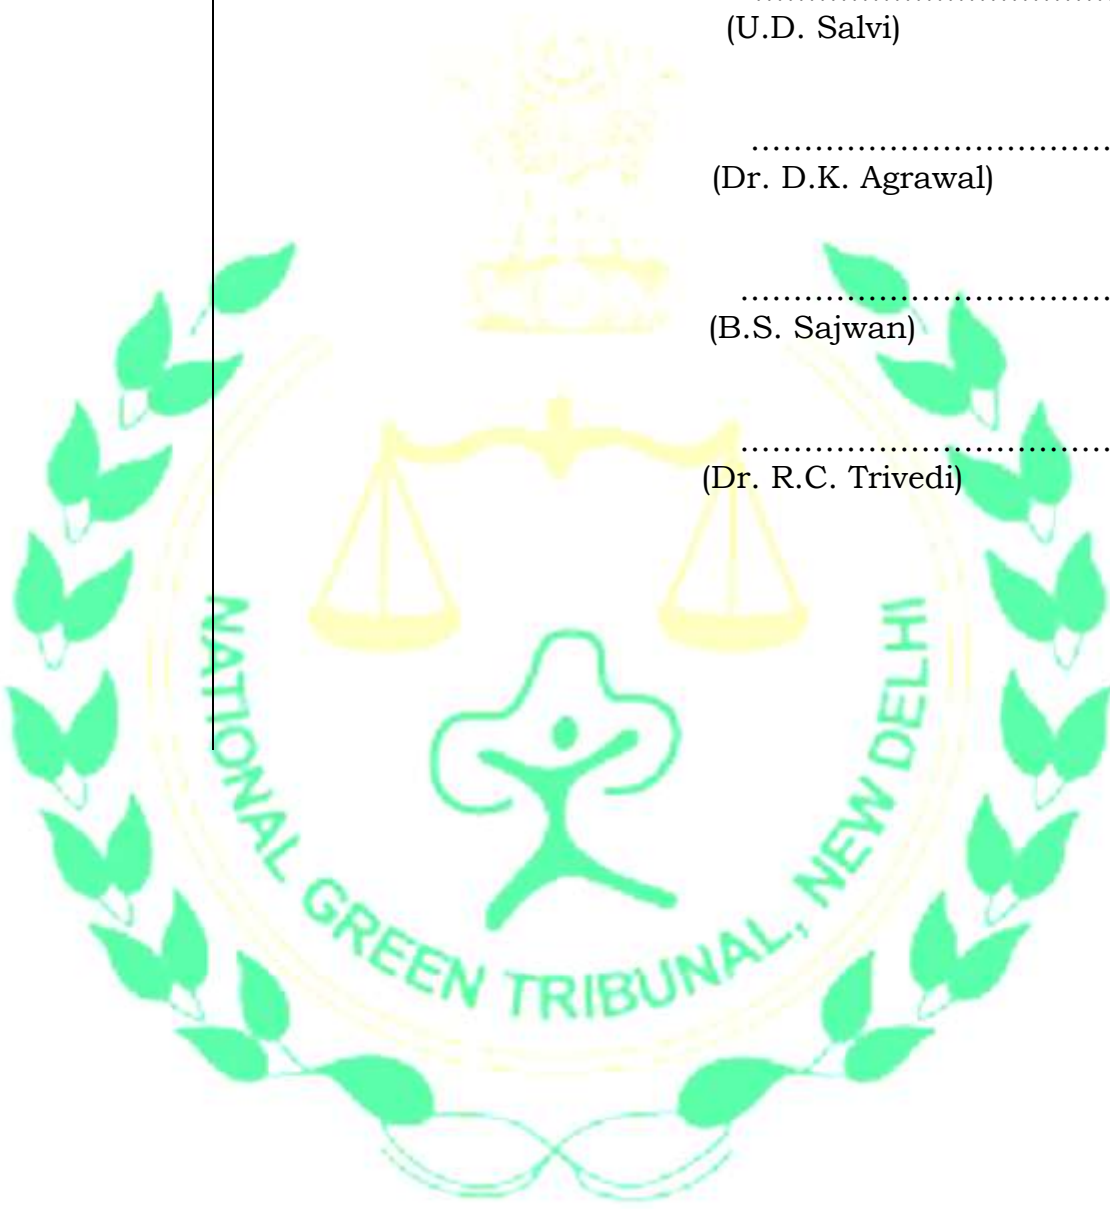 ……………………………….
(U.D. Salvi)
……………………………….
(Dr. D.K. Agrawal)
……………………………….
(B.S. Sajwan)
……………………………….
(Dr. R.C. Trivedi)
NATIONAL GREEN TRIBUNAL, NEW DELHI